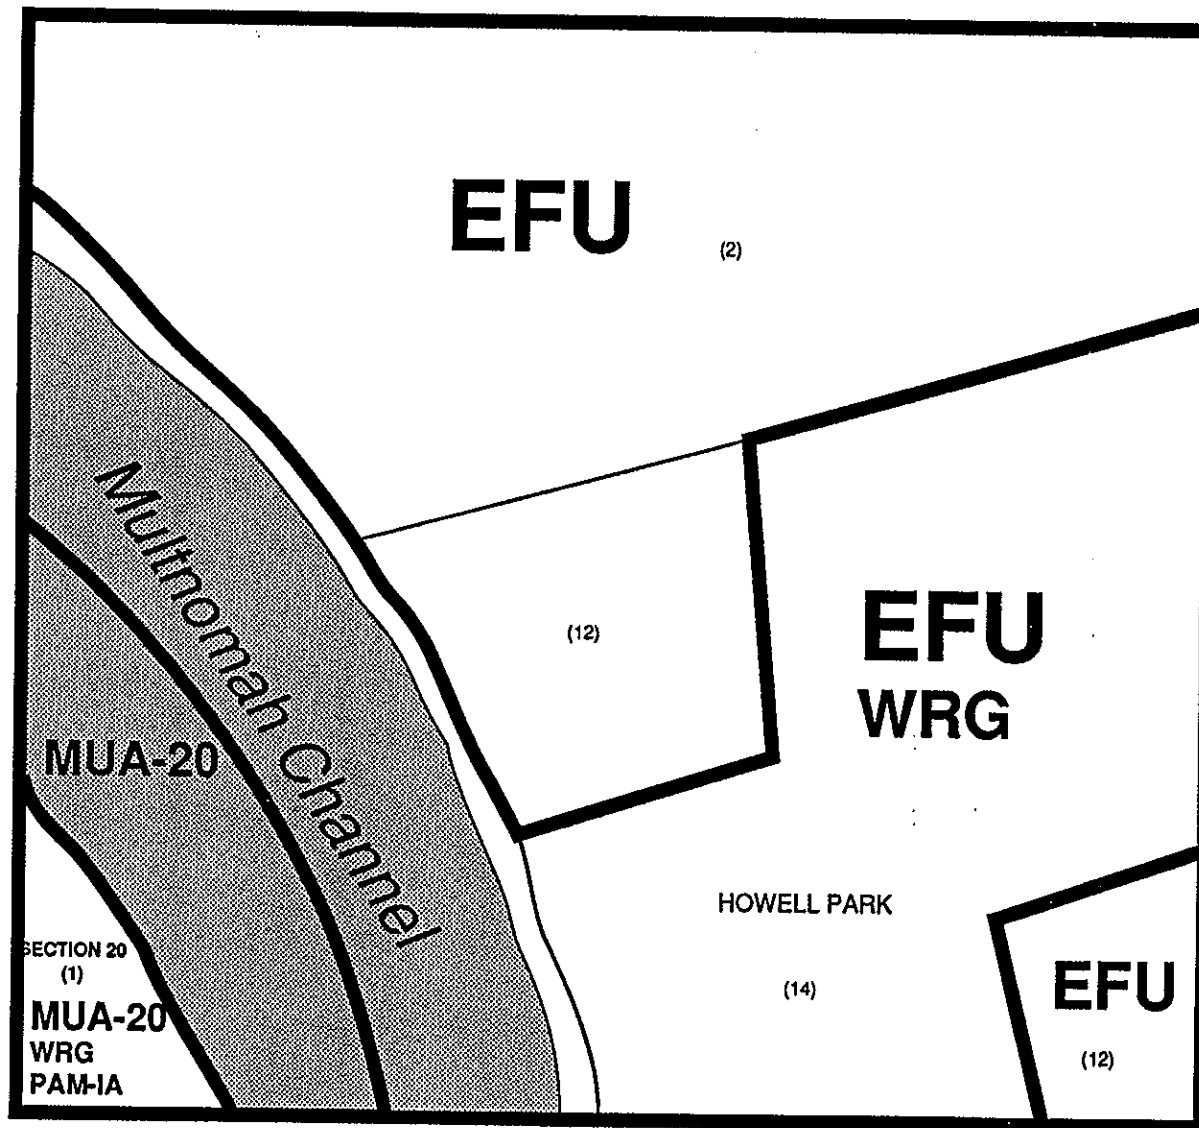 EFU
(2)
Multnomah Channel
(12)
EFU
WRG
MUA-20
HOWELL PARK
(14)
SECTION 20
(1)
MUA-20
WRG
PAM-IA
EFU
(12)